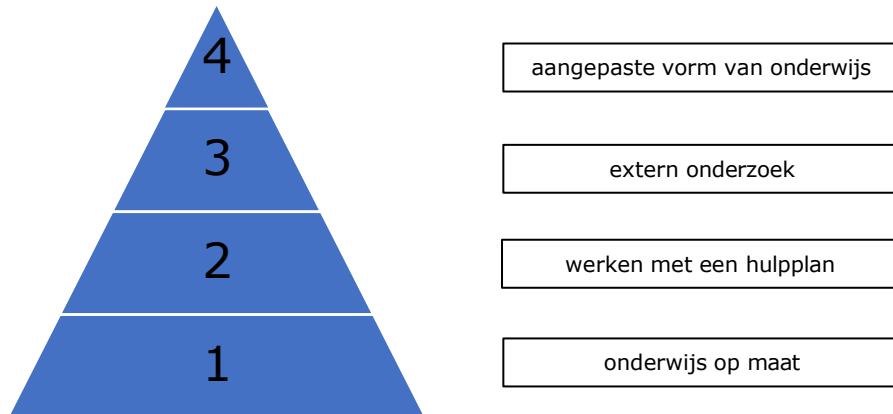 4
aangepaste vorm van onderwijs
3
extern onderzoek
2
werken met een hulpplan
1
onderwijs op maat